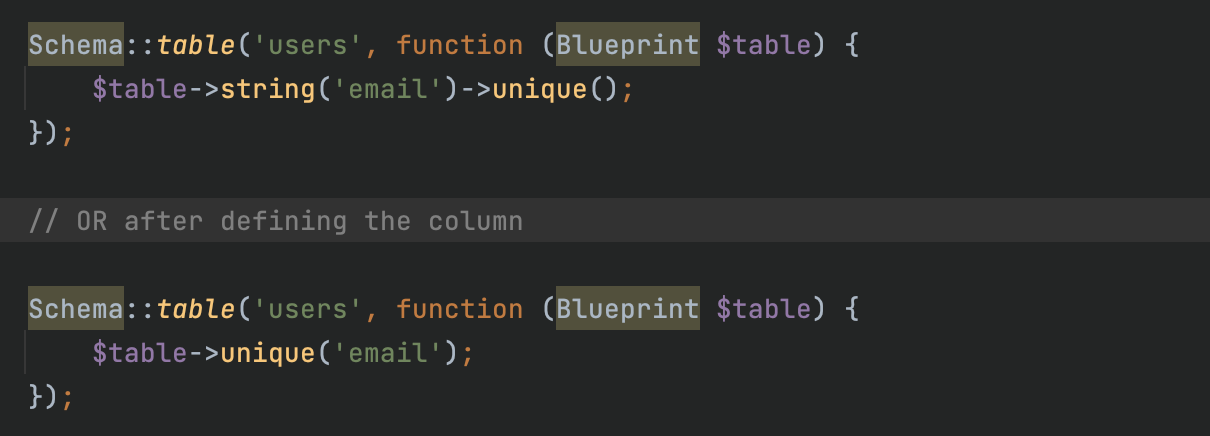 Schema::table('users', function (Blueprint $table) {
    $table->string('email')->unique();
});
// OR after defining the column
Schema::table('users', function (Blueprint $table) {
    $table->unique('email');
});